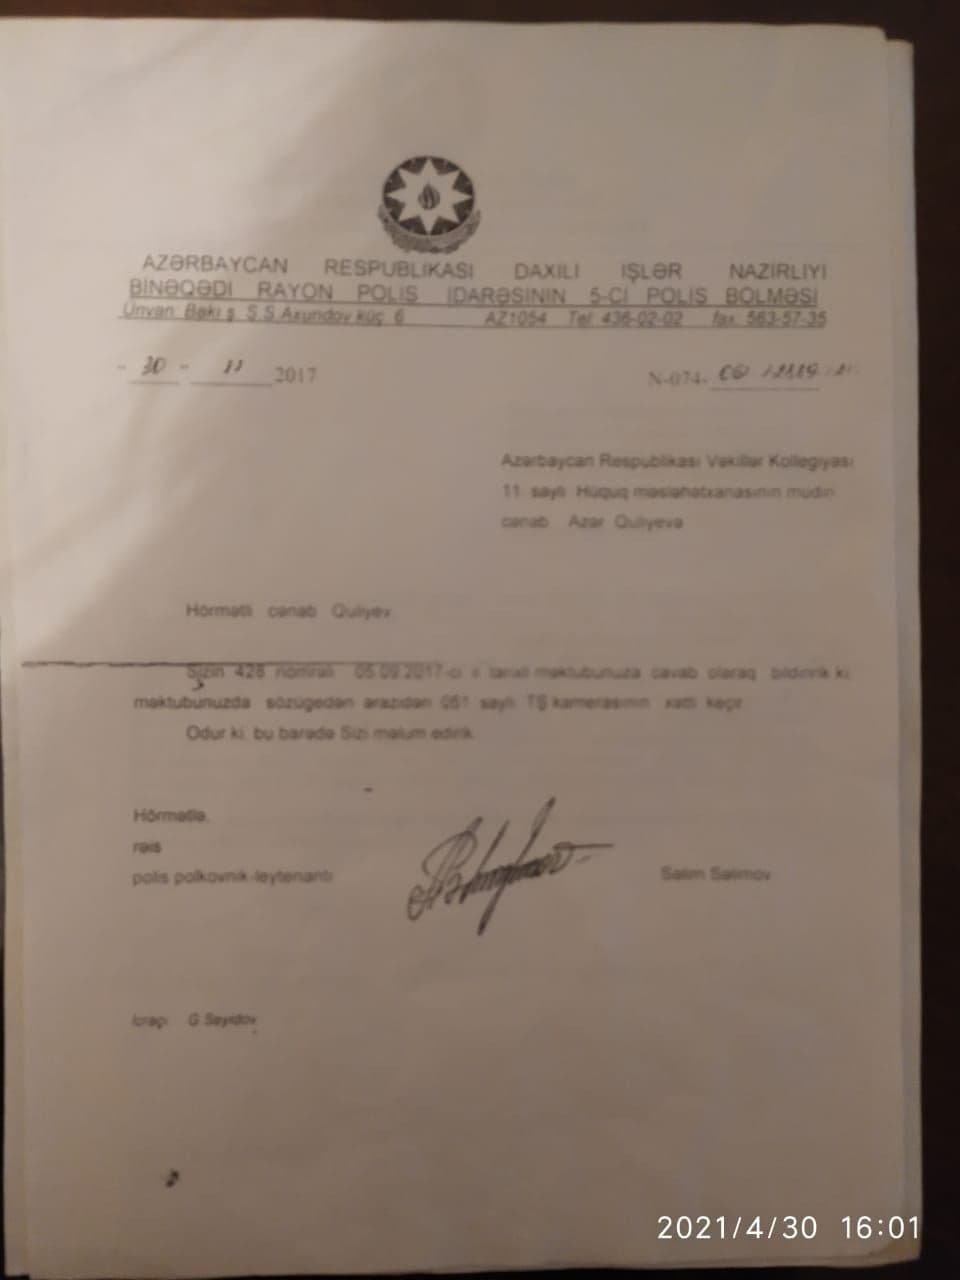 AZƏRBAYCAN RESPUBLIKASI DAXILI IŞLƏR NAZIRLIYI
BİNƏQƏDI RAYON POLIS IDARƏSININ 5-CI POLIS BÖLMƏSI
Ünvan: Bakı ş. S.S.Axundov küç. 6 AZ1054 Tel: 436-02-02 fax. 563-57-35
"30" 11 2017
N-074-
Azərbaycan Respublikası Vəkillər Kollegiyası
11 saylı Hüquq məsləhətxanasının müdiri
cənab Azər Quliyevə
Hörmətli cənab Quliyev
Sizin 428 nömrəli 05.09.2017-ci il tarixli məktubunuza cavab olaraq bildiririk ki,
məktubunuzda sözügedən ərazidən 061 saylı TŞ kamerasının xətti keçir.
Odur ki, bu barədə Sizi məlum edirik.
Hörmətlə,
rəis
polis polkovnik-leytenantı Səlim Səlimov
İcraçı G.Seyidov
2021/4/30 16:01